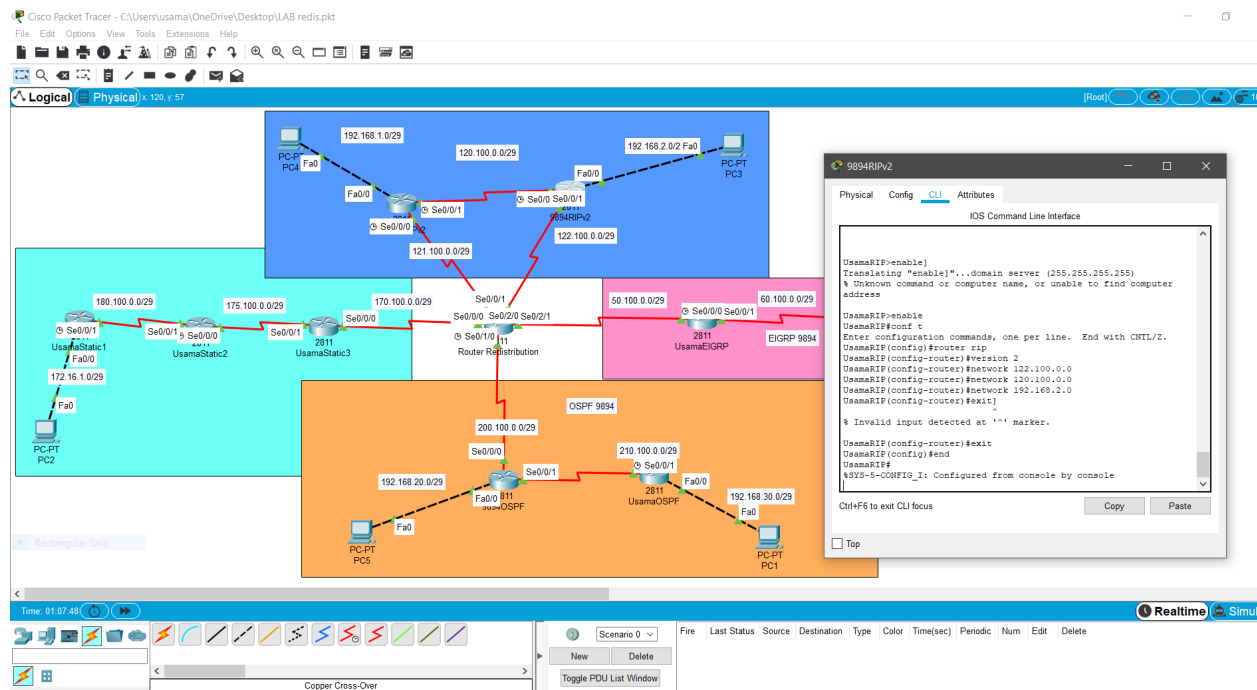 Cisco Packet Tracer - C:\Users\usama\OneDrive\Desktop\LAB redis.pkt
File Edit Options View Tools Extensions Help
Logical Physical x: 120, y: 57
[Root]
192.168.1.0/29
PC4
Fa0
Fa0/0
120.100.0.0/29
192.168.2.0/2 Fa0
PC-PT
PC3
Fa0/0
Se0/0/1
Se0/0 Se0/0/1
2811
9894RIPv2
Se0/0/0
121.100.0.0/29
122.100.0.0/29
180.100.0.0/29
175.100.0.0/29
170.100.0.0/29
Se0/0/1
Se0/0/0 Se0/2/0 Se0/2/1
Se0/1/0
Router Redistribution
Se0/0/1
UsamaStatic1
Fa0/0
Se0/0/1
Se0/0/0
UsamaStatic2
Se0/0/1
Se0/0/0
2811
UsamaStatic3
172.16.1.0/29
Fa0
PC-PT
PC2
50.100.0.0/29
60.100.0.0/29
Se0/0/0 Se0/0/1
2811
UsamaEIGRP
EIGRP 9894
OSPF 9894
200.100.0.0/29
Se0/0/0
210.100.0.0/29
Se0/0/1
Se0/0/1
192.168.20.0/29
Fa0/0
2811
9894OSPF
2811
UsamaOSPF
Fa0/0
192.168.30.0/29
Fa0
Fa0
PC-PT
PC5
PC-PT
PC1
Rectangular Snip
9894RIPv2
Physical Config CLI Attributes
IOS Command Line Interface
UsamaRIP>enable]
Translating "enable]"...domain server (255.255.255.255)
% Unknown command or computer name, or unable to find computer
address
UsamaRIP>enable
UsamaRIP#conf t
Enter configuration commands, one per line. End with CNTL/Z.
UsamaRIP(config)#router rip
UsamaRIP(config-router)#version 2
UsamaRIP(config-router)#network 122.100.0.0
UsamaRIP(config-router)#network 120.100.0.0
UsamaRIP(config-router)#network 192.168.2.0
UsamaRIP(config-router)#exit]
^
% Invalid input detected at '^' marker.
UsamaRIP(config-router)#exit
UsamaRIP(config)#end
UsamaRIP#
%SYS-5-CONFIG_I: Configured from console by console
Ctrl+F6 to exit CLI focus
Copy
Paste
Top
Time: 01:07:48
Realtime
Scenario 0
New
Delete
Toggle PDU List Window
Fire Last Status Source Destination Type Color Time(sec) Periodic Num Edit Delete
Copper Cross-Over